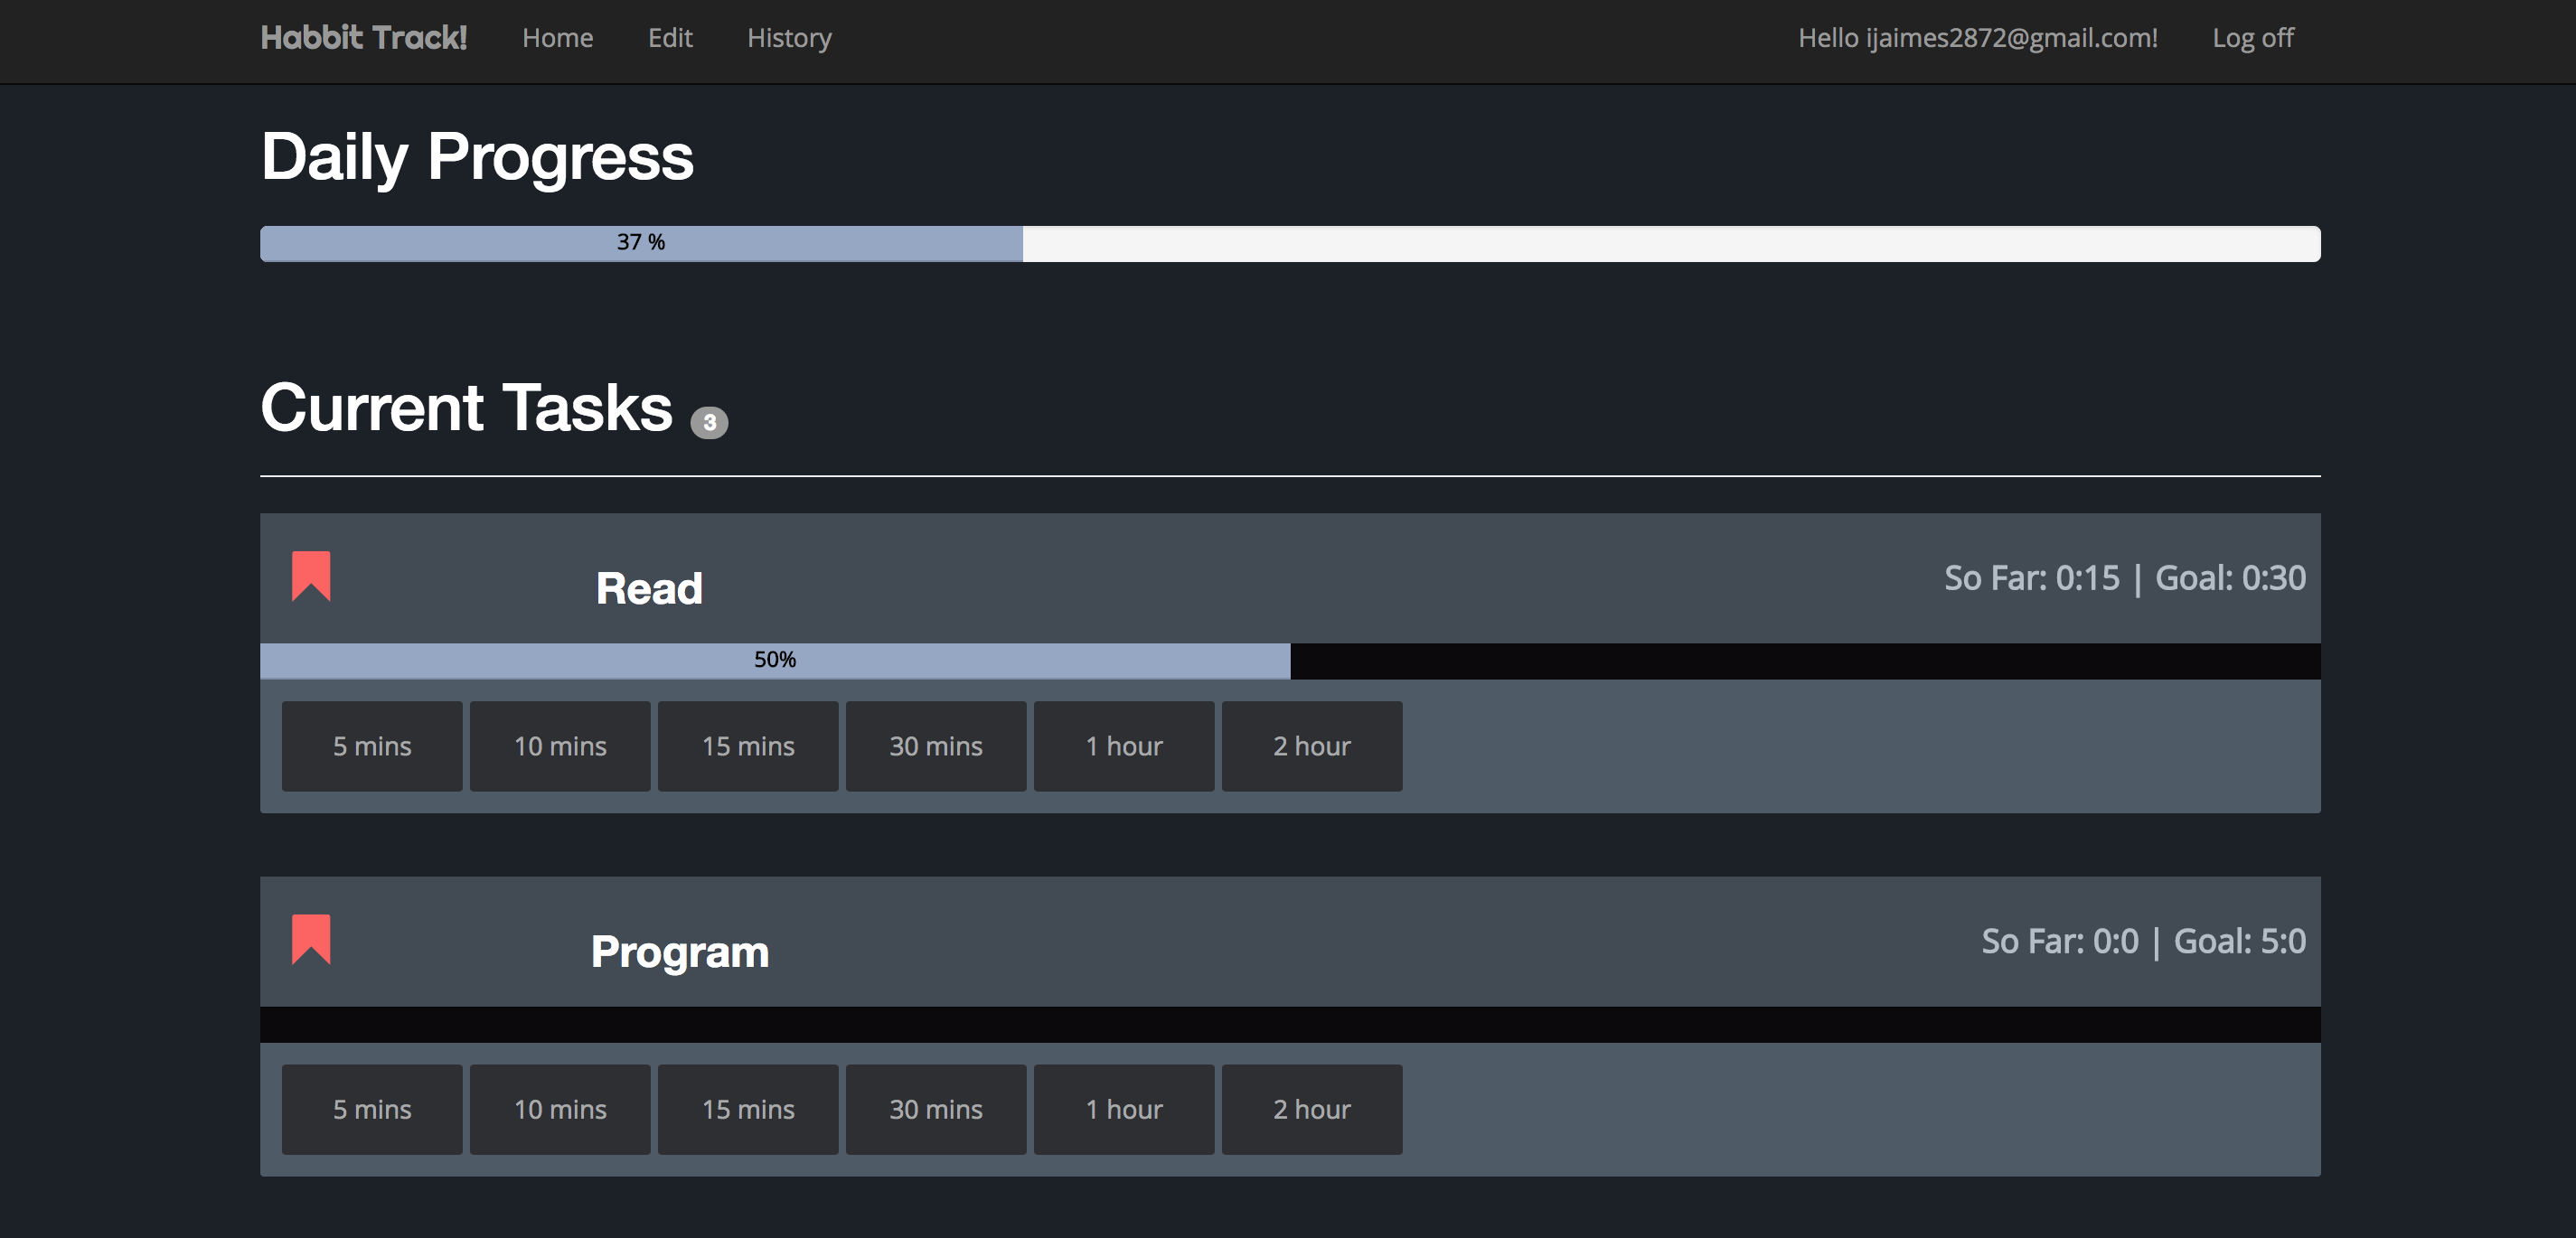 Habbit Track! Home Edit History Hello ijaimes2872@gmail.com! Log off
Daily Progress
37 %
Current Tasks 3
Read So Far: 0:15 | Goal: 0:30
50%
5 mins 10 mins 15 mins 30 mins 1 hour 2 hour
Program So Far: 0:0 | Goal: 5:0
5 mins 10 mins 15 mins 30 mins 1 hour 2 hour